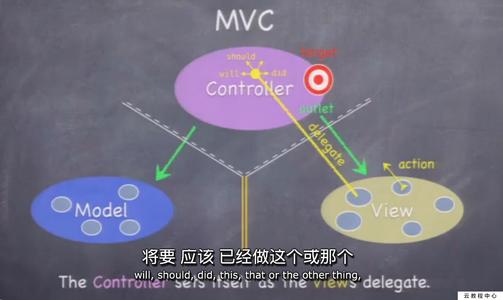 MVC
should
target
will
did
Controller
outlet
delegate
action
Model
View
将要 应该 已经做这个或那个
will, should, did, this, that or the other thing,
The Controller sets itself as the View's delegate.
云教程中心